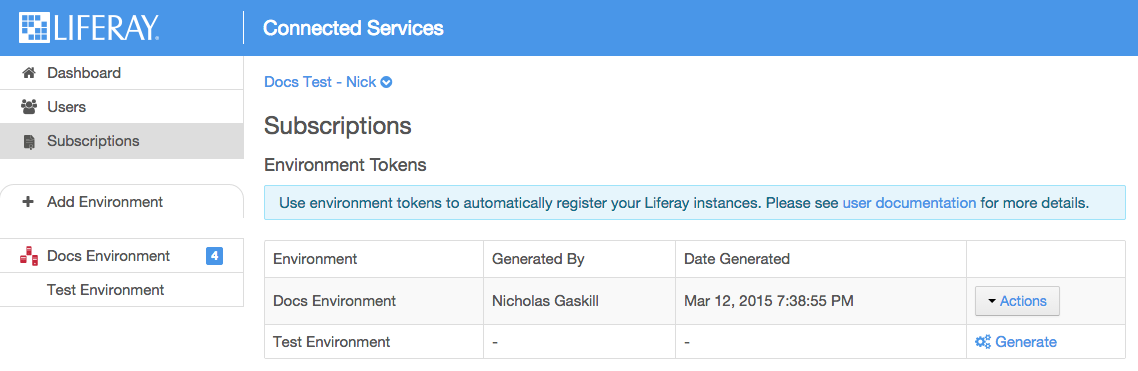 LIFERAY. Connected Services
Dashboard
Users
Subscriptions
Add Environment
Docs Environment 4
Test Environment
Docs Test - Nick
Subscriptions
Environment Tokens
Use environment tokens to automatically register your Liferay instances. Please see user documentation for more details.
Environment Generated By Date Generated
Docs Environment Nicholas Gaskill Mar 12, 2015 7:38:55 PM Actions
Test Environment - - Generate